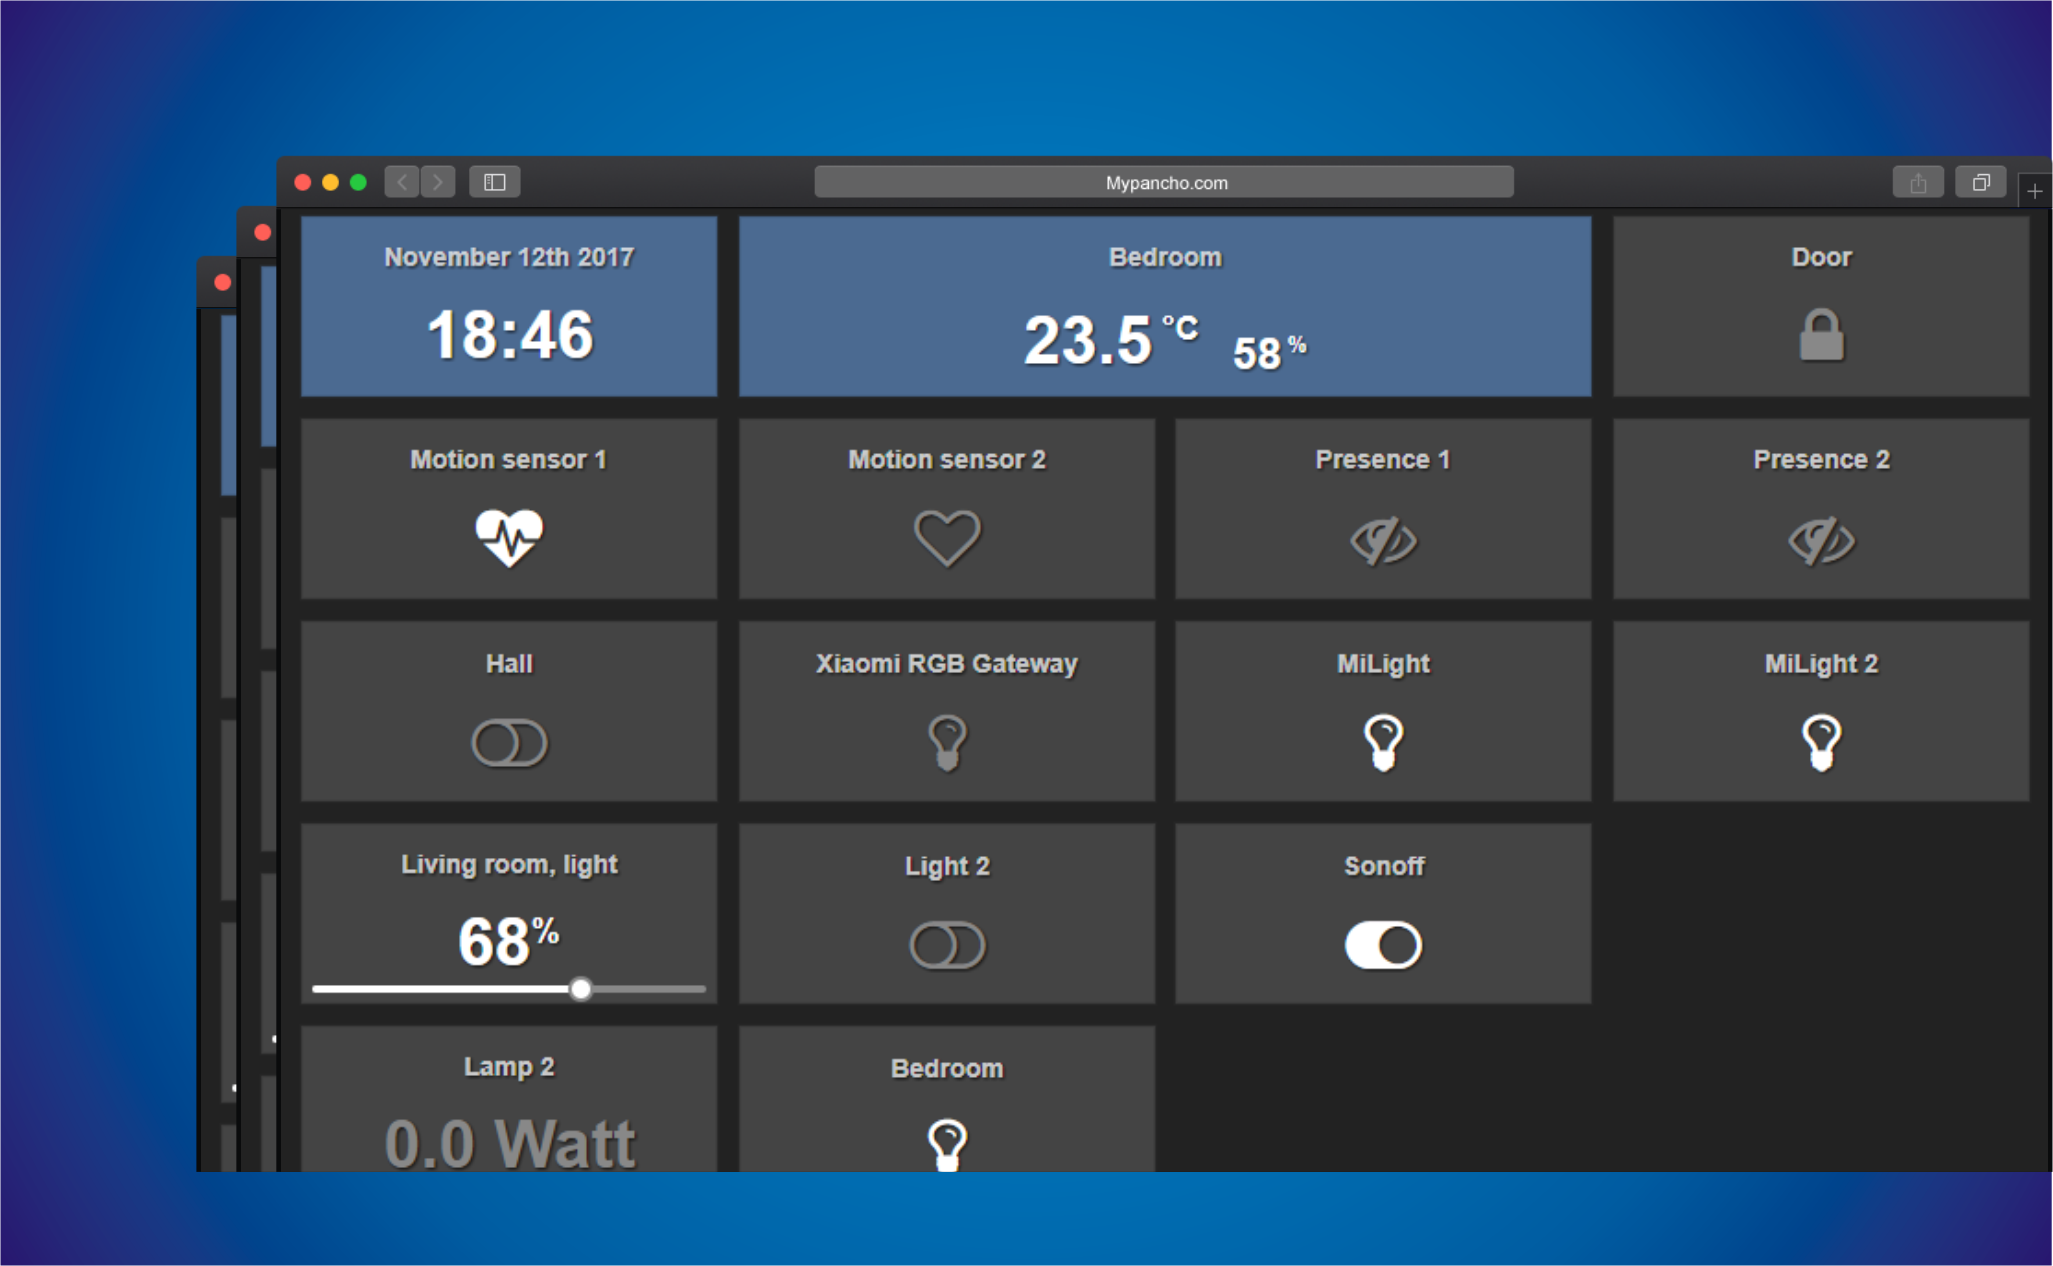 Mypancho.com
November 12th 2017
18:46
Bedroom
23.5 °C 58 %
Door
Motion sensor 1
Motion sensor 2
Presence 1
Presence 2
Hall
Xiaomi RGB Gateway
MiLight
MiLight 2
Living room, light
68%
Light 2
Sonoff
Lamp 2
0.0 Watt
Bedroom